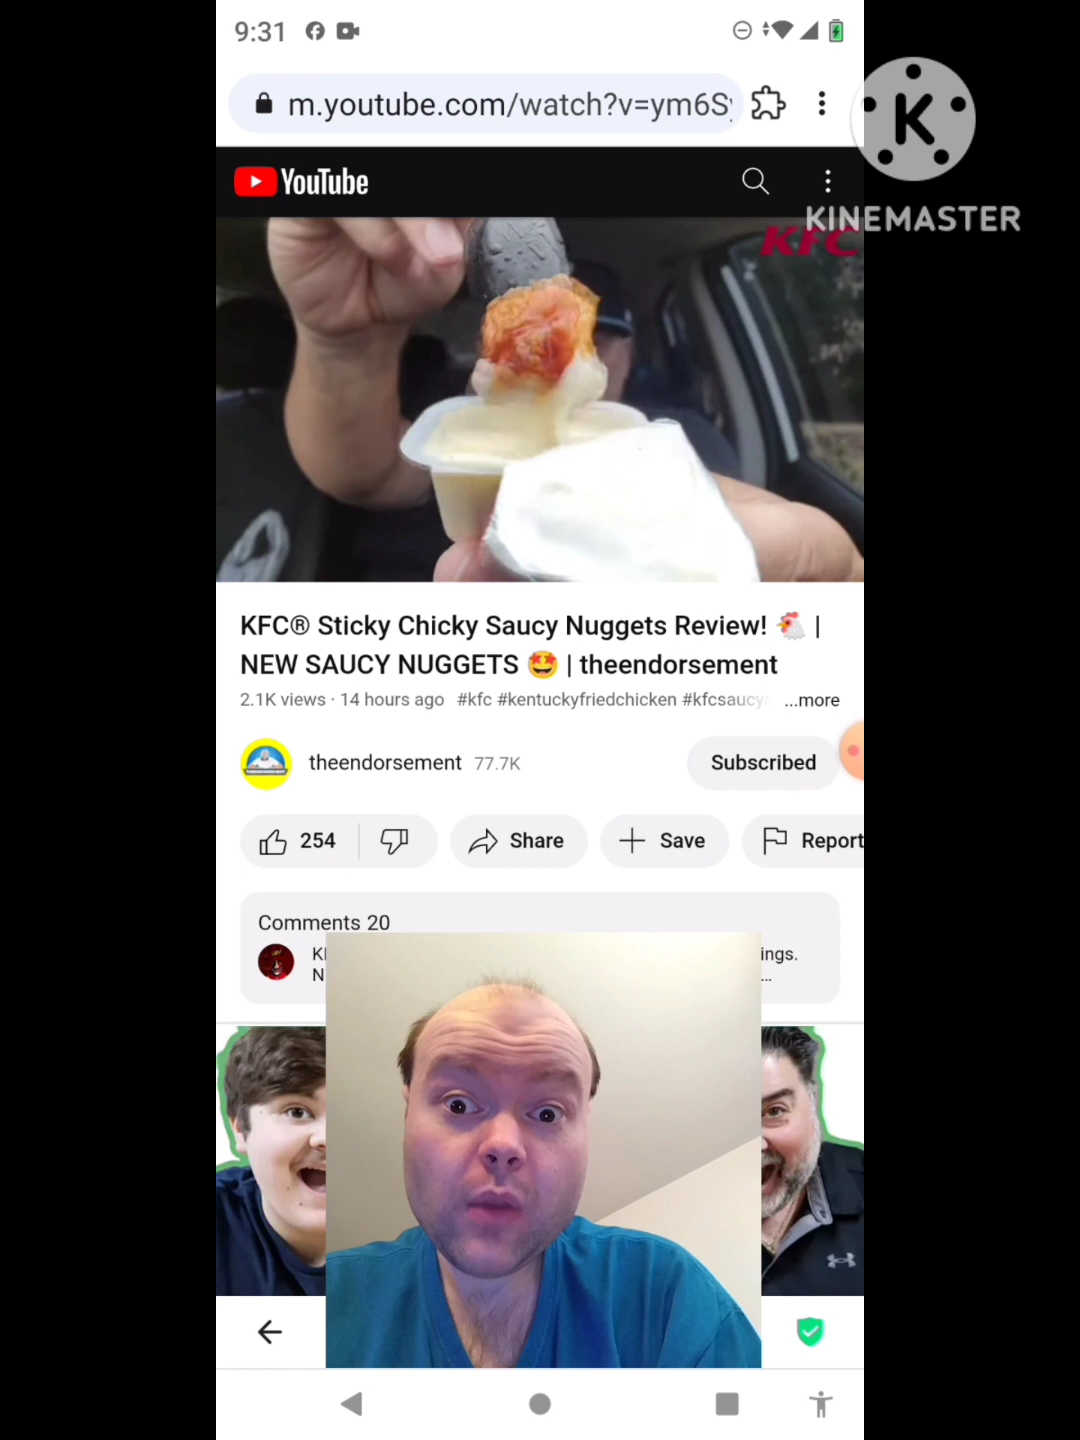 9:31
m.youtube.com/watch?v=ym6S
K
KINEMASTER
YouTube
KFC
KFC® Sticky Chicky Saucy Nuggets Review! 🐔 |
NEW SAUCY NUGGETS 🤩 | theendorsement
2.1K views · 14 hours ago #kfc #kentuckyfriedchicken #kfcsaucy ...more
theendorsement 77.7K
Subscribed
254
Share
Save
Report
Comments 20
ings.
N
...